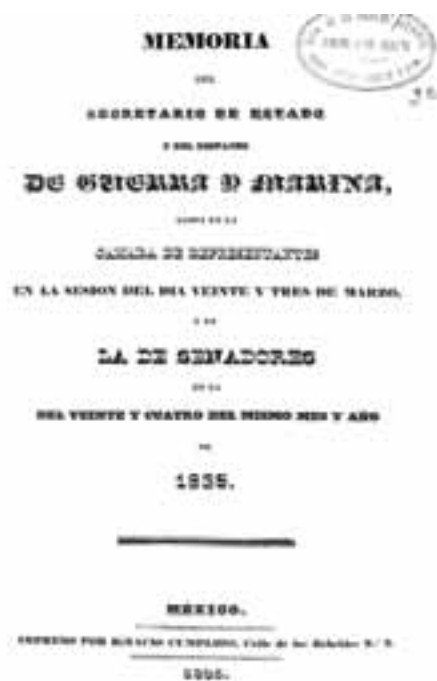 MEMORIA
DEL
SECRETARIO DE ESTADO
Y DEL DESPACHO
DE GUERRA Y MARINA,
LEIDA EN LA
CAMARA DE REPRESENTANTES
EN LA SESION DEL DIA VEINTE Y TRES DE MARZO,
Y EN
LA DE SENADORES
EN LA
DEL VEINTE Y CUATRO DEL MISMO MES Y AÑO
DE
1835.
MEXICO.
IMPRESO POR IGNACIO CUMPLIDO, Calle de los Rebeldes N.°
1835.